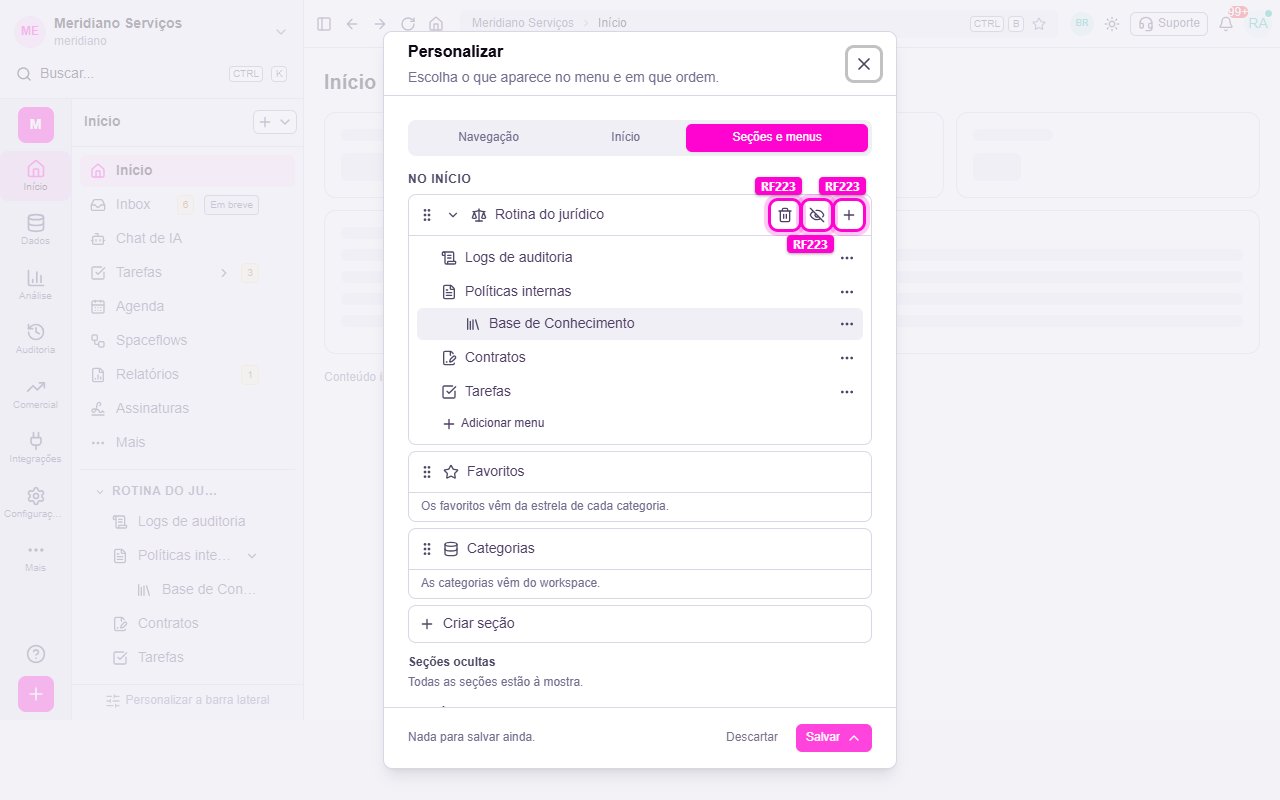 ME
Meridiano Serviços
meridiano
Buscar...
CTRL
K
Meridiano Serviços
Início
CTRL
B
BR
Suporte
99+
RA
M
Início
Dados
Análise
Auditoria
Comercial
Integrações
Configuraç...
Mais
Início
Início
Inbox
6
Em breve
Chat de IA
Tarefas
3
Agenda
Spaceflows
Relatórios
1
Assinaturas
Mais
ROTINA DO JU...
Logs de auditoria
Políticas inte...
Base de Con...
Contratos
Tarefas
Personalizar a barra lateral
Início
Personalizar
Escolha o que aparece no menu e em que ordem.
Navegação
Início
Seções e menus
NO INÍCIO
RF223
RF223
Rotina do jurídico
RF223
Logs de auditoria
Políticas internas
Base de Conhecimento
Contratos
Tarefas
Adicionar menu
Favoritos
Os favoritos vêm da estrela de cada categoria.
Categorias
As categorias vêm do workspace.
Criar seção
Seções ocultas
Todas as seções estão à mostra.
Nada para salvar ainda.
Descartar
Salvar